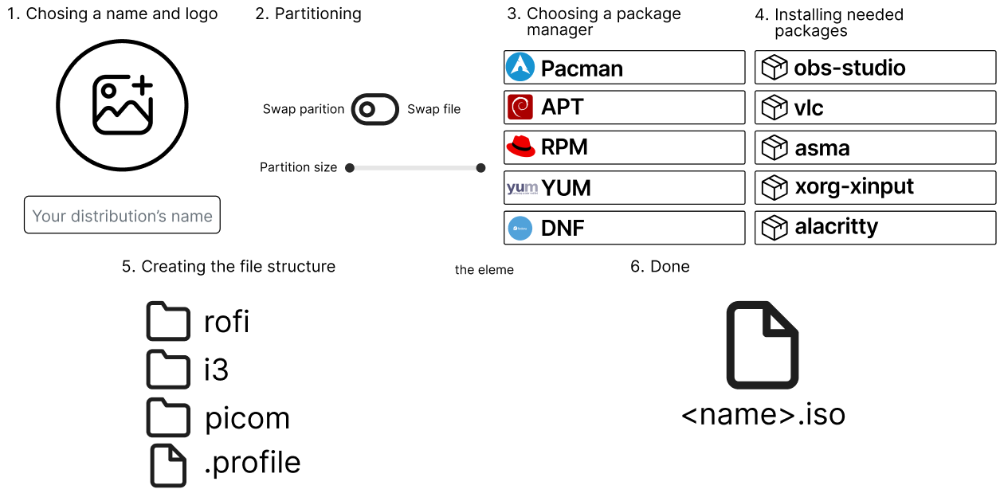 1. Chosing a name and logo
Your distribution's name
2. Partitioning
Swap parition
Swap file
Partition size
3. Choosing a package
manager
Pacman
APT
RPM
yum YUM
DNF
4. Installing needed
packages
obs-studio
vlc
asma
xorg-xinput
alacritty
5. Creating the file structure
rofi
i3
picom
.profile
the eleme
6. Done
<name>.iso